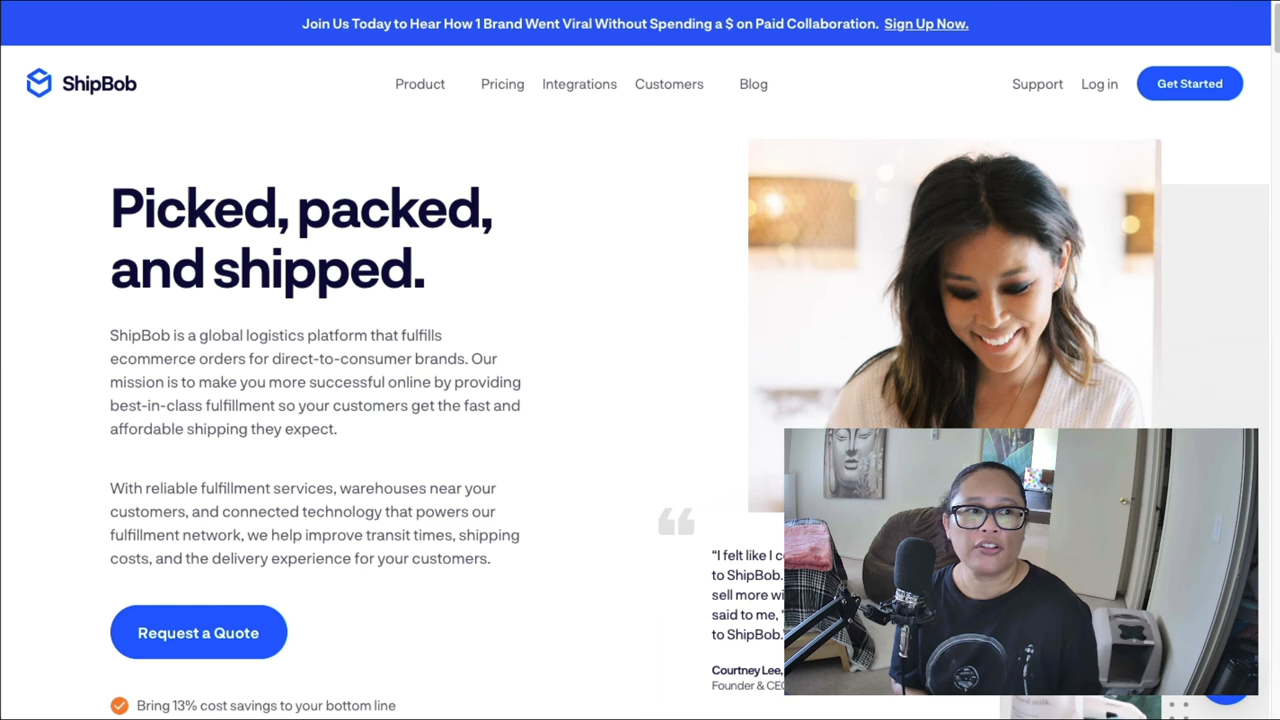 Join Us Today to Hear How 1 Brand Went Viral Without Spending a $ on Paid Collaboration. Sign Up Now.
ShipBob
Product Pricing Integrations Customers Blog Support Log in Get Started
Picked, packed,
and shipped.
ShipBob is a global logistics platform that fulfills
ecommerce orders for direct-to-consumer brands. Our
mission is to make you more successful online by providing
best-in-class fulfillment so your customers get the fast and
affordable shipping they expect.
With reliable fulfillment services, warehouses near your
customers, and connected technology that powers our
fulfillment network, we help improve transit times, shipping
costs, and the delivery experience for your customers.
Request a Quote
Bring 13% cost savings to your bottom line
“I felt like I
to ShipBob.
sell more
said to me,
to ShipBob.
Courtney Lee,
Founder &